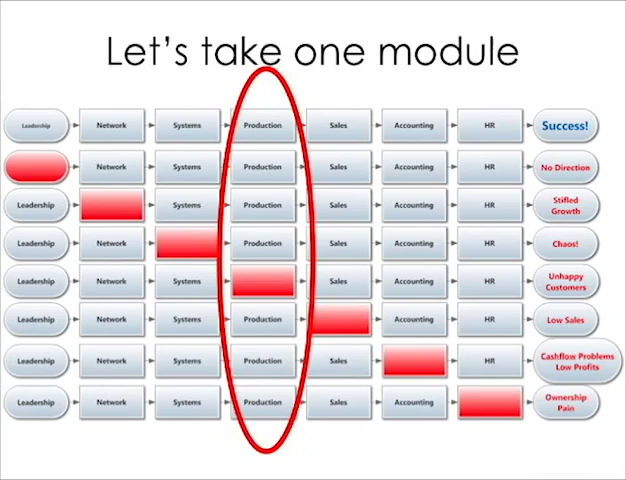 Let's take one module
Leadership Network Systems Production Sales Accounting HR Success!
Network Systems Production Sales Accounting HR No Direction
Leadership Systems Production Sales Accounting HR Stifled
Growth
Leadership Network Production Sales Accounting HR Chaos!
Leadership Network Systems Sales Accounting HR Unhappy
Customers
Leadership Network Systems Production Accounting HR Low Sales
Leadership Network Systems Production Sales HR Cashflow Problems
Low Profits
Leadership Network Systems Production Sales Accounting Ownership
Pain